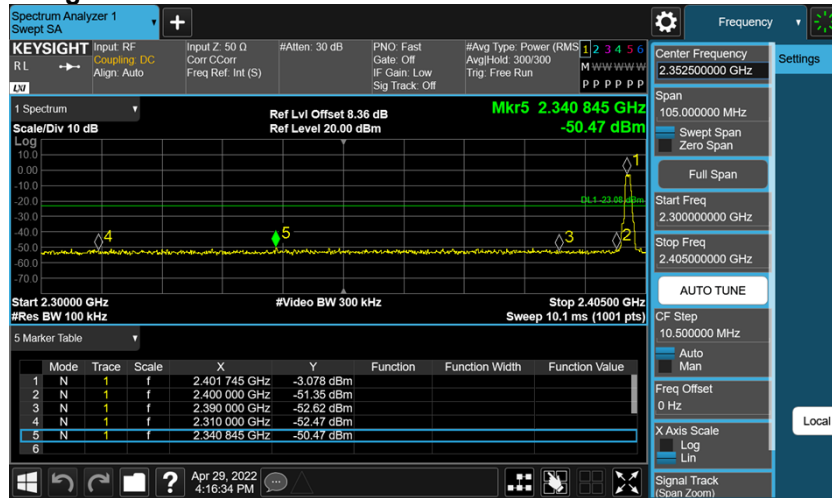 Spectrum Analyzer 1
Swept SA
Frequency
KEYSIGHT
RL
LXI
Input: RF
Coupling: DC
Align: Auto
Input Z: 50 Ω
Corr CCorr
Freq Ref: Int (S)
#Atten: 30 dB
PNO: Fast
Gate: Off
IF Gain: Low
Sig Track: Off
#Avg Type: Power (RMS
Avg|Hold: 300/300
Trig: Free Run
1 2 3 4 5 6
M W W W W W
P P P P P P
1 Spectrum
Scale/Div 10 dB
Ref Lvl Offset 8.36 dB
Ref Level 20.00 dBm
Mkr5 2.340 845 GHz
-50.47 dBm
Log
10.0
0.00
-10.0
-20.0
-30.0
-40.0
-50.0
-60.0
-70.0
1
DL1 -23.08 dBm
4
5
3
2
Start 2.30000 GHz
#Res BW 100 kHz
#Video BW 300 kHz
Stop 2.40500 GHz
Sweep 10.1 ms (1001 pts)
5 Marker Table
Mode Trace Scale X Y Function Function Width Function Value
1 N 1 f 2.401 745 GHz -3.078 dBm
2 N 1 f 2.400 000 GHz -51.35 dBm
3 N 1 f 2.390 000 GHz -52.62 dBm
4 N 1 f 2.310 000 GHz -52.47 dBm
5 N 1 f 2.340 845 GHz -50.47 dBm
6
Apr 29, 2022
4:16:34 PM
Center Frequency
2.352500000 GHz
Settings
Span
105.000000 MHz
Swept Span
Zero Span
Full Span
Start Freq
2.300000000 GHz
Stop Freq
2.405000000 GHz
AUTO TUNE
CF Step
10.500000 MHz
Auto
Man
Freq Offset
0 Hz
Local
X Axis Scale
Log
Lin
Signal Track
(Span Zoom)